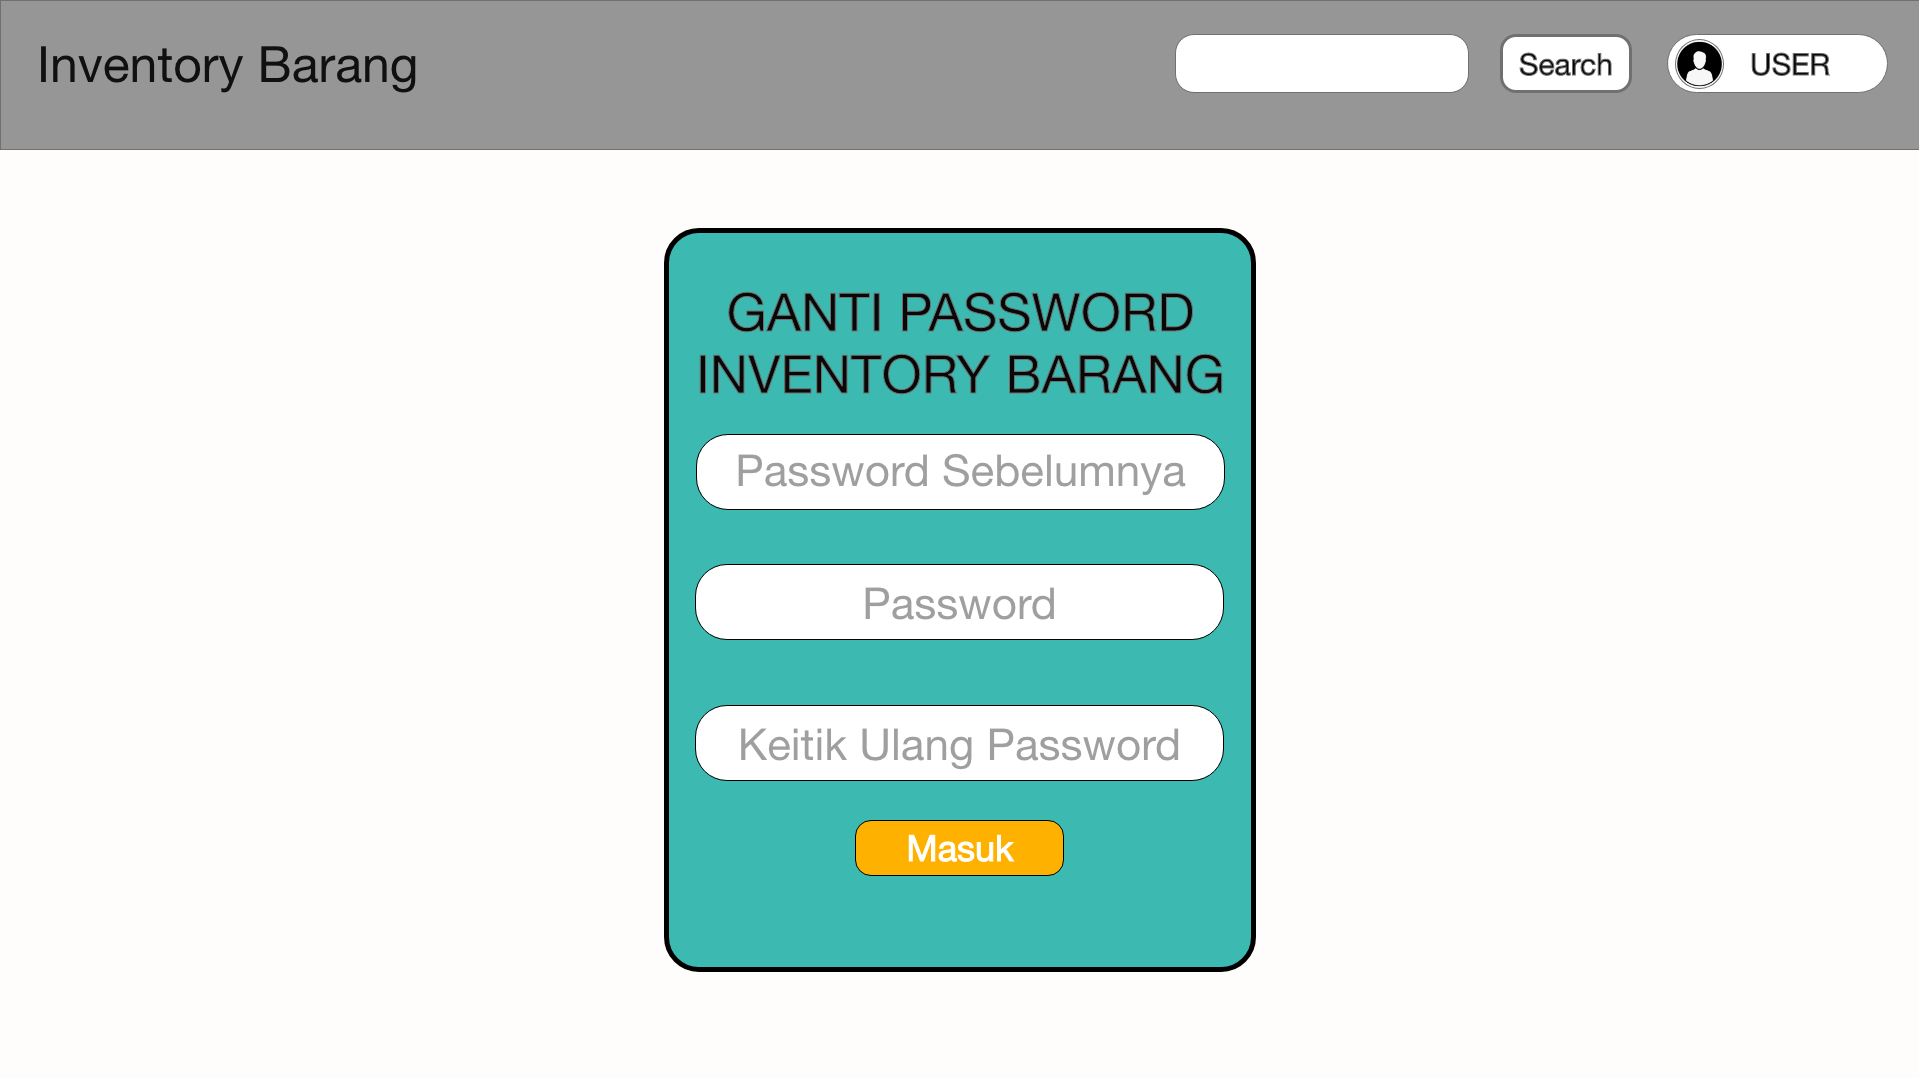 Inventory Barang
Search
USER
GANTI PASSWORD
INVENTORY BARANG
Password Sebelumnya
Password
Keitik Ulang Password
Masuk